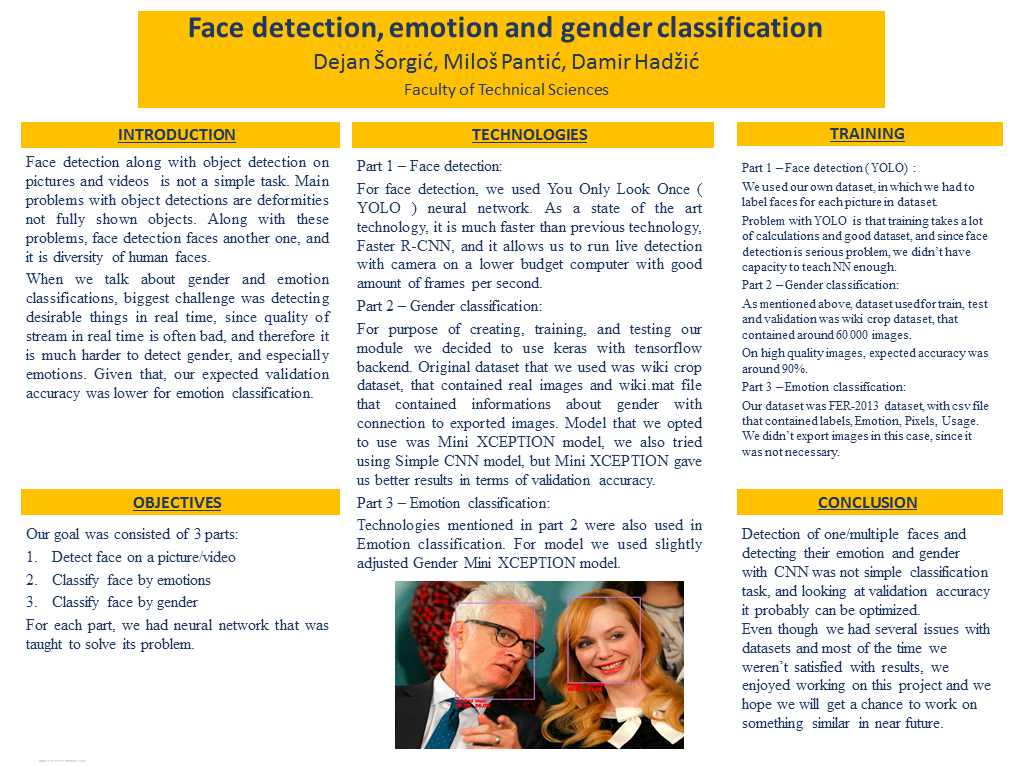 Face detection, emotion and gender classification
Dejan Šorgić, Miloš Pantić, Damir Hadžić
Faculty of Technical Sciences
INTRODUCTION
Face detection along with object detection on
pictures and videos is not a simple task. Main
problems with object detections are deformities
not fully shown objects. Along with these
problems, face detection faces another one, and
it is diversity of human faces.
When we talk about gender and emotion
classifications, biggest challenge was detecting
desirable things in real time, since quality of
stream in real time is often bad, and therefore it
is much harder to detect gender, and especially
emotions. Given that, our expected validation
accuracy was lower for emotion classification.
OBJECTIVES
Our goal was consisted of 3 parts:
1. Detect face on a picture/video
2. Classify face by emotions
3. Classify face by gender
For each part, we had neural network that was
taught to solve its problem.
TECHNOLOGIES
Part 1 – Face detection:
For face detection, we used You Only Look Once (
YOLO ) neural network. As a state of the art
technology, it is much faster than previous technology,
Faster R-CNN, and it allows us to run live detection
with camera on a lower budget computer with good
amount of frames per second.
Part 2 – Gender classification:
For purpose of creating, training, and testing our
module we decided to use keras with tensorflow
backend. Original dataset that we used was wiki crop
dataset, that contained real images and wiki.mat file
that contained informations about gender with
connection to exported images. Model that we opted
to use was Mini XCEPTION model, we also tried
using Simple CNN model, but Mini XCEPTION gave
us better results in terms of validation accuracy.
Part 3 – Emotion classification:
Technologies mentioned in part 2 were also used in
Emotion classification. For model we used slightly
adjusted Gender Mini XCEPTION model.
TRAINING
Part 1 – Face detection ( YOLO) :
We used our own dataset, in which we had to
label faces for each picture in dataset.
Problem with YOLO is that training takes a lot
of calculations and good dataset, and since face
detection is serious problem, we didn't have
capacity to teach NN enough.
Part 2 – Gender classification:
As mentioned above, dataset used for train, test
and validation was wiki crop dataset, that
contained around 60 000 images.
On high quality images, expected accuracy was
around 90%.
Part 3 – Emotion classification:
Our dataset was FER-2013 dataset, with csv file
that contained labels, Emotion, Pixels, Usage.
We didn't export images in this case, since it
was not necessary.
CONCLUSION
Detection of one/multiple faces and
detecting their emotion and gender
with CNN was not simple classification
task, and looking at validation accuracy
it probably can be optimized.
Even though we had several issues with
datasets and most of the time we
weren't satisfied with results, we
enjoyed working on this project and we
hope we will get a chance to work on
something similar in near future.